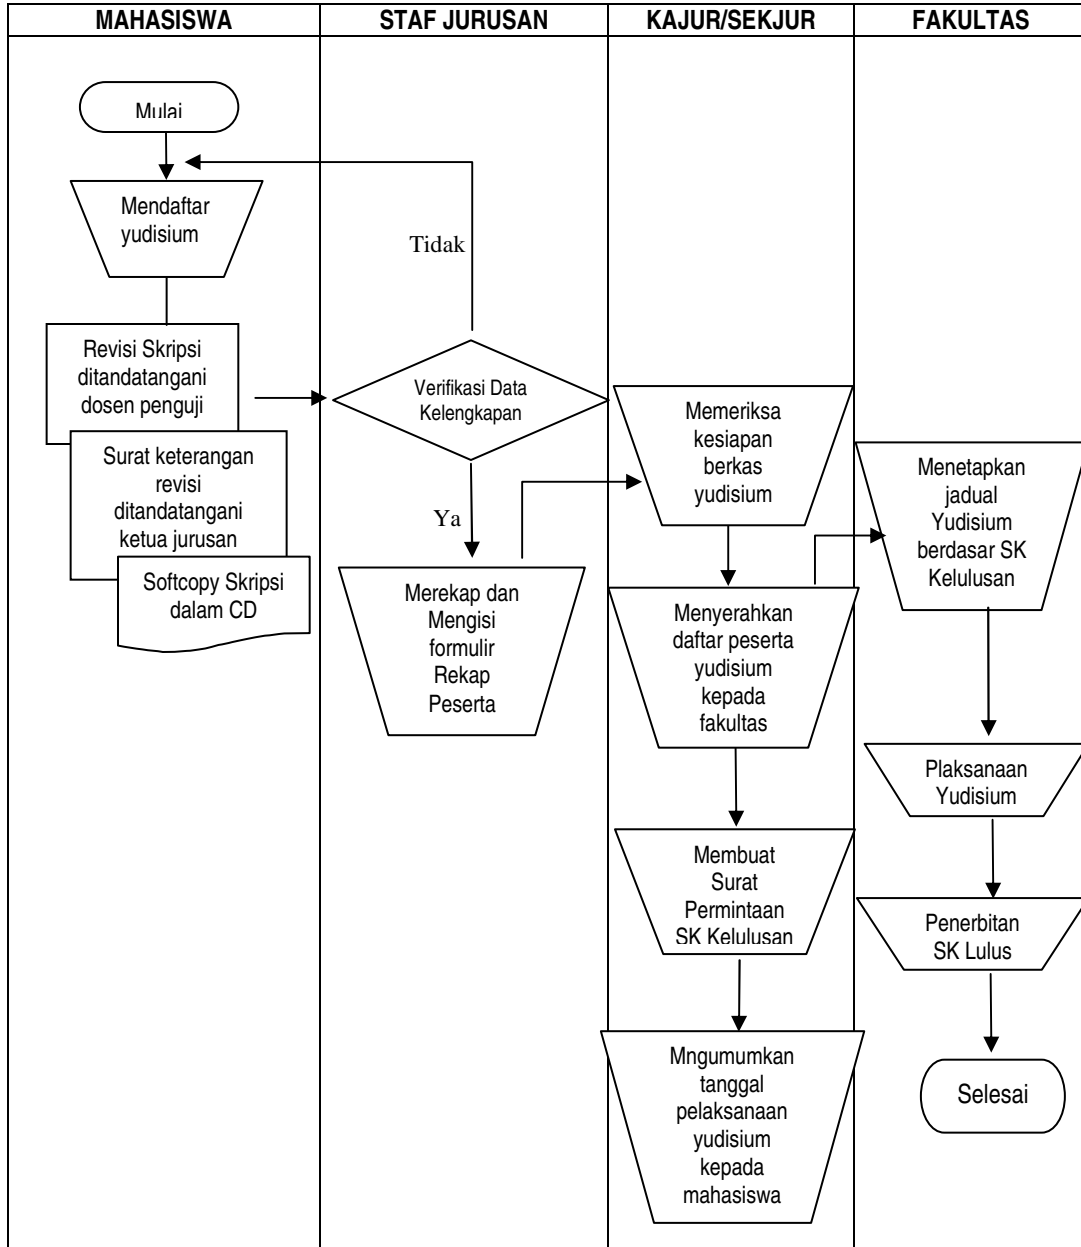 MAHASISWA
STAF JURUSAN
KAJUR/SEKJUR
FAKULTAS
Mulai
Mendaftar
yudisium
Revisi Skripsi
ditandatangani
dosen penguji
Surat keterangan
revisi
ditandatangani
ketua jurusan
Softcopy Skripsi
dalam CD
Tidak
Verifikasi Data
Kelengkapan
Ya
Merekap dan
Mengisi
formulir
Rekap
Peserta
Memeriksa
kesiapan
berkas
yudisium
Menyerahkan
daftar peserta
yudisium
kepada
fakultas
Membuat
Surat
Permintaan
SK Kelulusan
Mngumumkan
tanggal
pelaksanaan
yudisium
kepada
mahasiswa
Menetapkan
jadual
Yudisium
berdasar SK
Kelulusan
Plaksanaan
Yudisium
Penerbitan
SK Lulus
Selesai